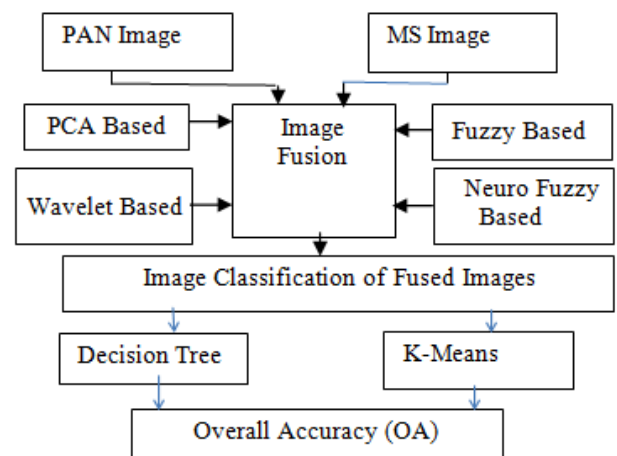 PAN Image
MS Image
PCA Based
Image
Fusion
Fuzzy Based
Wavelet Based
Neuro Fuzzy
Based
Image Classification of Fused Images
Decision Tree
K-Means
Overall Accuracy (OA)